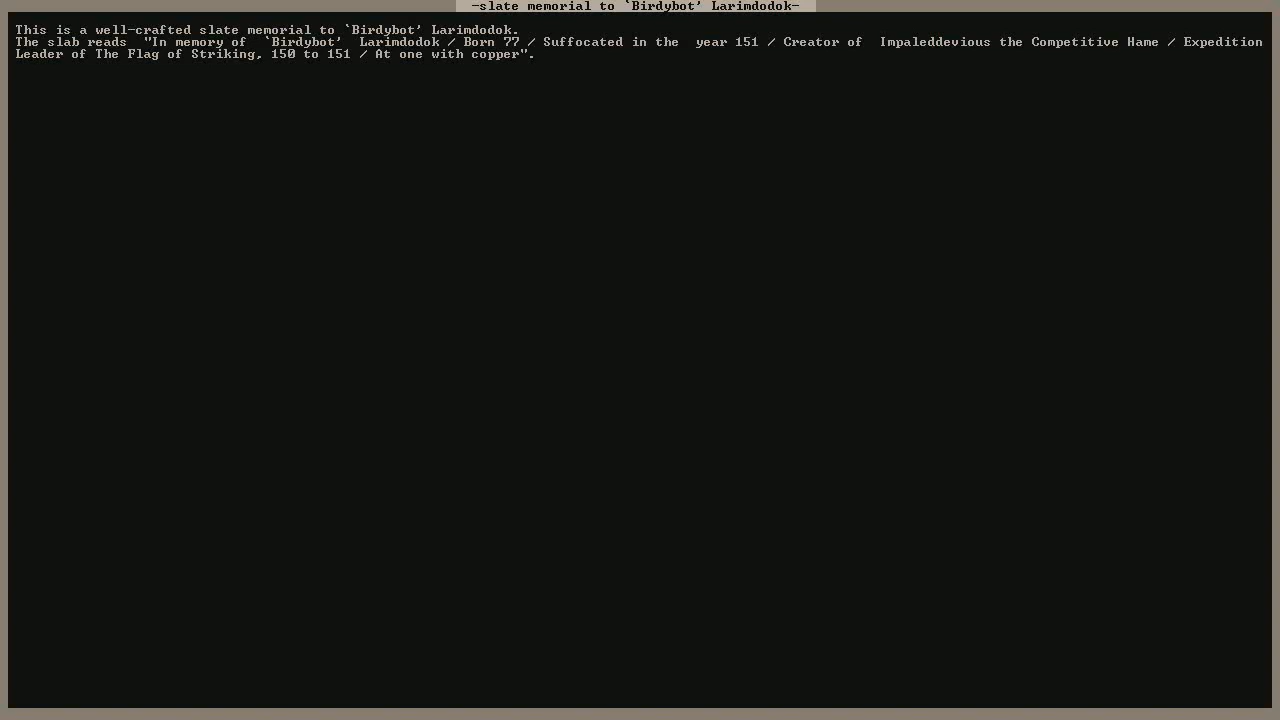 -slate memorial to `Birdybot' Larimdodok-
This is a well-crafted slate memorial to `Birdybot' Larimdodok.
The slab reads  "In memory of  `Birdybot'  Larimdodok / Born 77 / Suffocated in the  year 151 / Creator of  Impaleddevious the Competitive Hame / Expedition
Leader of The Flag of Striking, 150 to 151 / At one with copper".